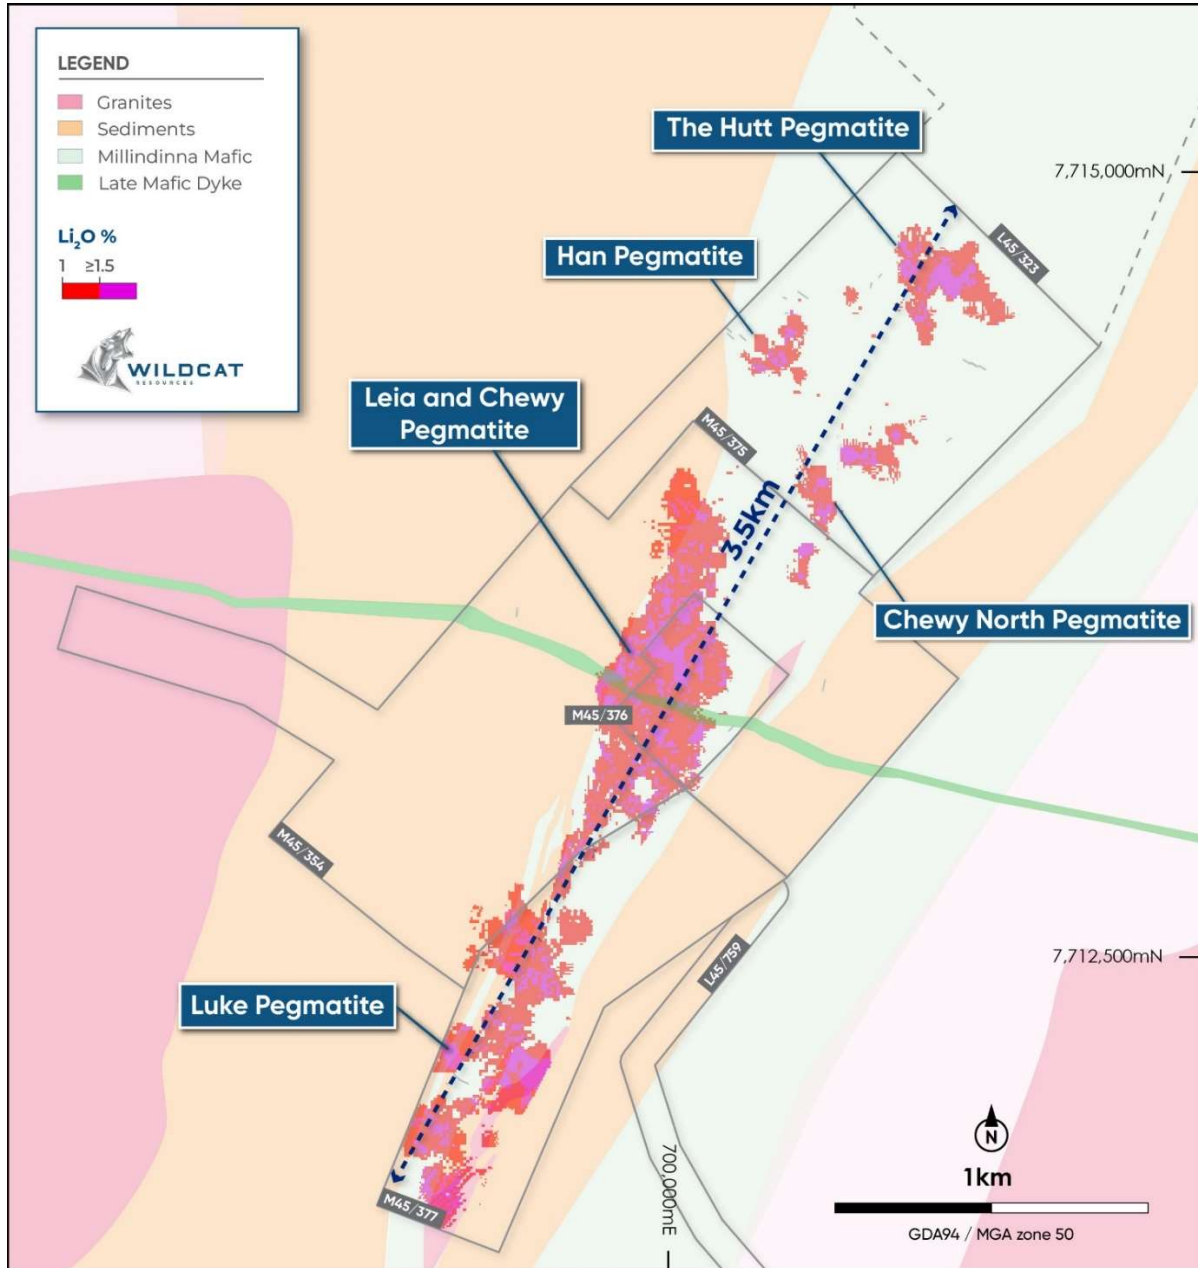 LEGEND
Granites
Sediments
Millindinna Mafic
Late Mafic Dyke
Li₂O %
1 ≥1.5
WILDCAT
RESOURCES
The Hutt Pegmatite
7,715,000mN
L45/323
Han Pegmatite
Leia and Chewy
Pegmatite
M45/375
3.5km
Chewy North Pegmatite
M45/376
M45/354
L45/759
7,712,500mN
Luke Pegmatite
M45/377
700,000mE
N
1km
GDA94 / MGA zone 50